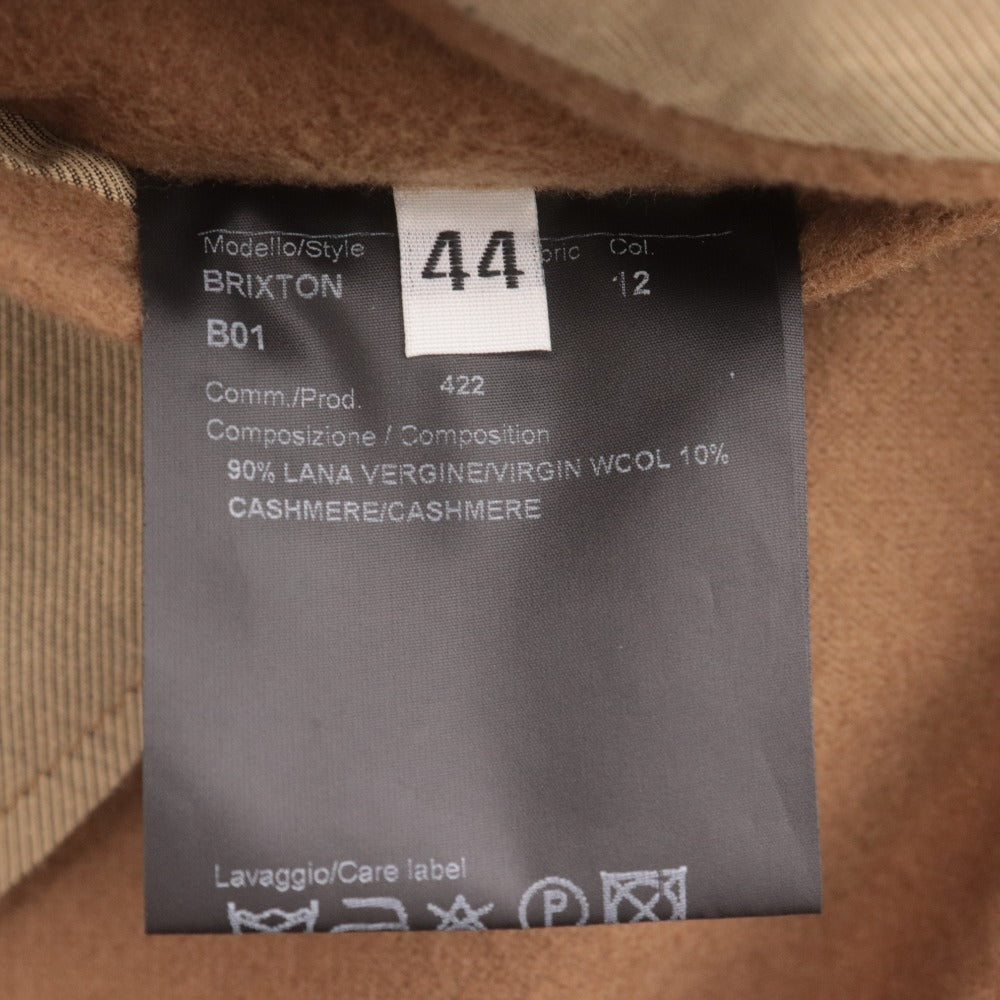 Modello/Style 44 Col.
BRIXTON 12
B01
Comm./Prod. 422
Composizione / Composition
90% LANA VERGINE/VIRGIN WCOL 10%
CASHMERE/CASHMERE
Lavaggio/Care label
P